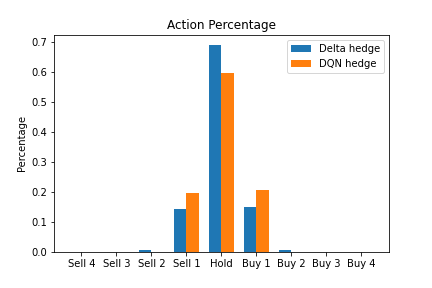 Action Percentage
Delta hedge
DQN hedge
Percentage
0.7
0.6
0.5
0.4
0.3
0.2
0.1
0.0
Sell 4 Sell 3 Sell 2 Sell 1 Hold Buy 1 Buy 2 Buy 3 Buy 4